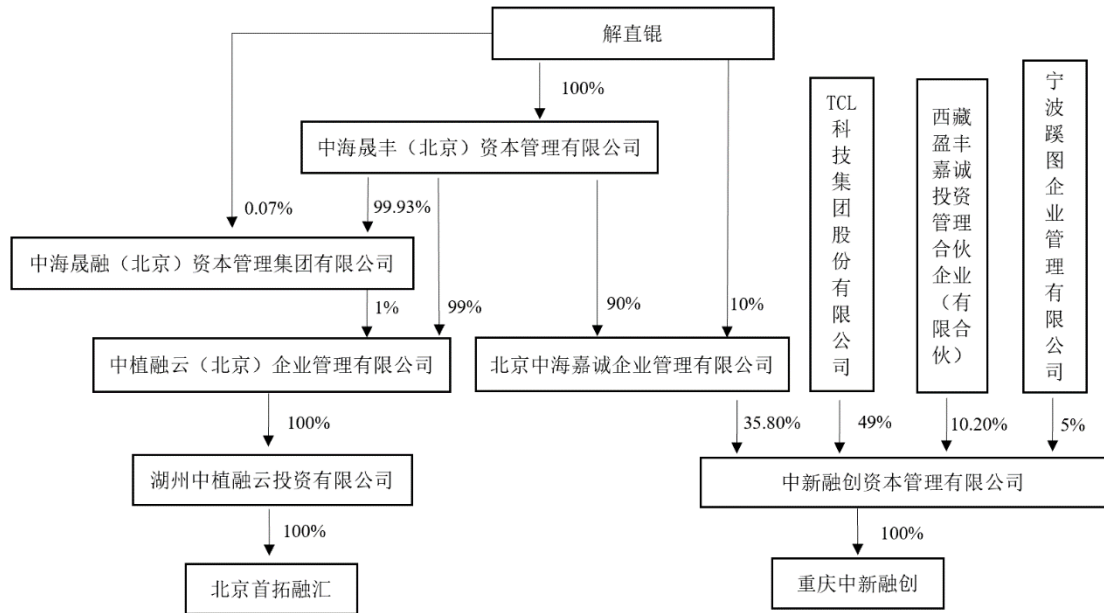 解直锟
100%
中海晟丰（北京）资本管理有限公司
TCL科技集团股份有限公司
西藏盈丰嘉诚投资管理合伙企业（有限合伙）
宁波蹊图企业管理有限公司
0.07%
99.93%
中海晟融（北京）资本管理集团有限公司
1%
99%
90%
10%
中植融云（北京）企业管理有限公司
北京中海嘉诚企业管理有限公司
100%
35.80%
49%
10.20%
5%
湖州中植融云投资有限公司
中新融创资本管理有限公司
100%
100%
北京首拓融汇
重庆中新融创